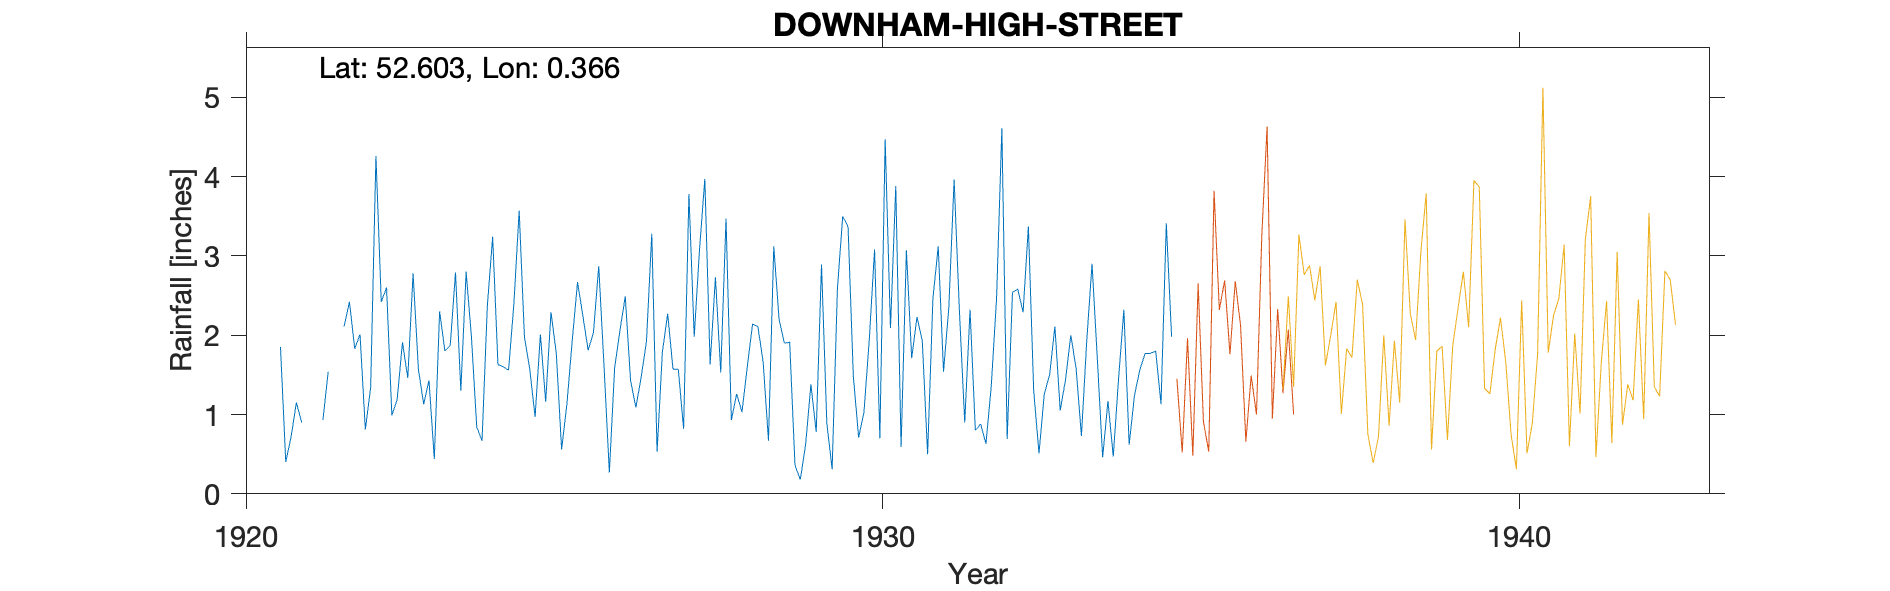 DOWNHAM-HIGH-STREET
Lat: 52.603, Lon: 0.366
5
4
3
2
1
0
Rainfall [inches]
1920 1930 1940
Year